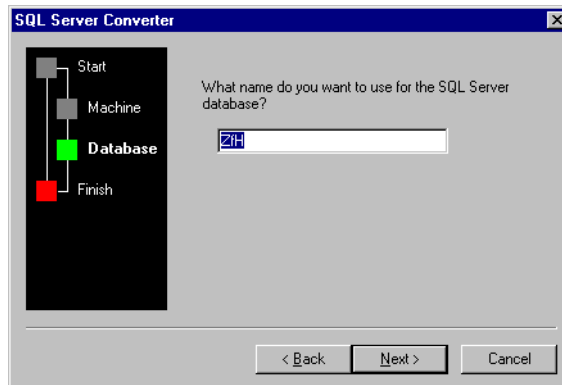 SQL Server Converter
Start
Machine
Database
Finish
What name do you want to use for the SQL Server
database?
ZfH
< Back
Next >
Cancel